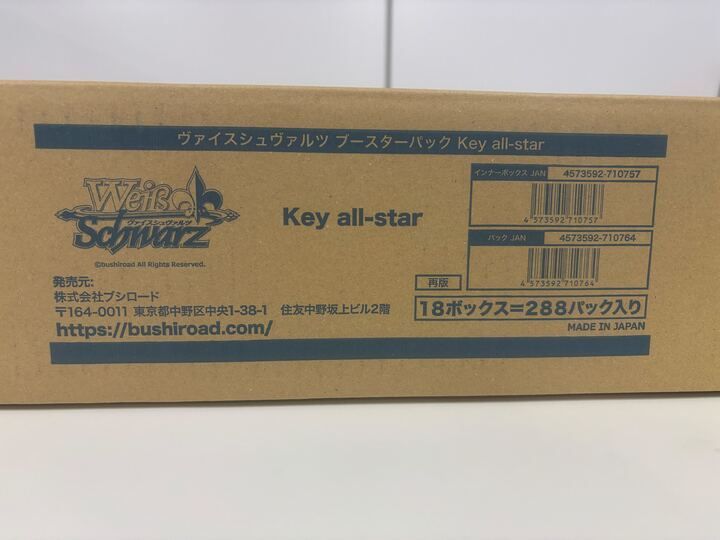 ヴァイスシュヴァルツ ブースターパック Key all-star
Weiß
ヴァイスシュヴァルツ
Schwarz
©bushiroad All Rights Reserved.
Key all-star
インナーボックス JAN 4573592-710757
4 573592 710757
パック JAN 4573592-710764
4 573592 710764
発売元:
株式会社ブシロード
〒164-0011 東京都中野区中央1-38-1 住友中野坂上ビル2階
https://bushiroad.com/
再版
18ボックス=288パック入り
MADE IN JAPAN